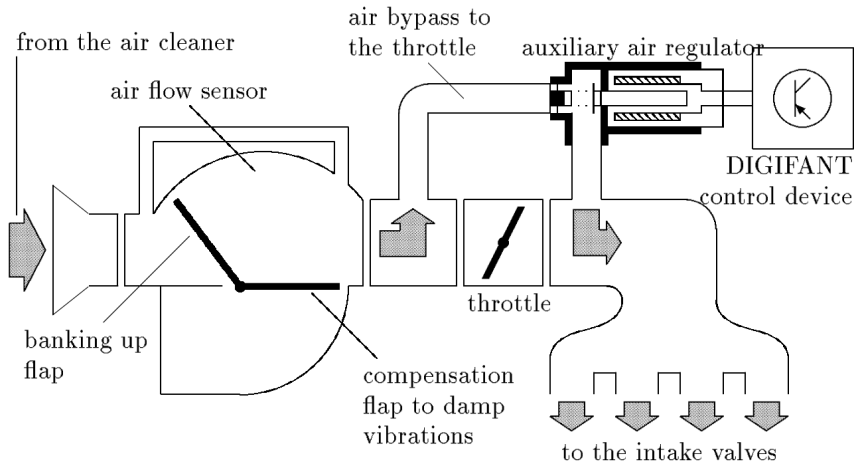 from the air cleaner
air bypass to
the throttle
auxiliary air regulator
air flow sensor
DIGIFANT
control device
throttle
banking up
flap
compensation
flap to damp
vibrations
to the intake valves